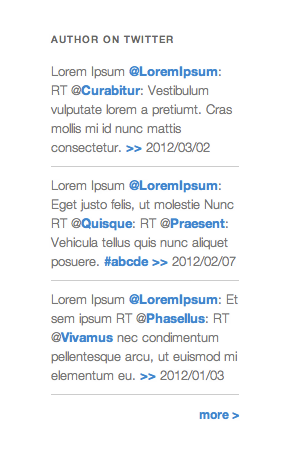 AUTHOR ON TWITTER
Lorem Ipsum @LoremIpsum:
RT @Curabitur: Vestibulum
vulputate lorem a pretiumt. Cras
mollis mi id nunc mattis
consectetur. >> 2012/03/02
Lorem Ipsum @LoremIpsum:
Eget justo felis, ut molestie Nunc
RT @Quisque: RT @Praesent:
Vehicula tellus quis nunc aliquet
posuere. #abcde >> 2012/02/07
Lorem Ipsum @LoremIpsum: Et
sem ipsum RT @Phasellus: RT
@Vivamus nec condimentum
pellentesque arcu, ut euismod mi
elementum eu. >> 2012/01/03
more >